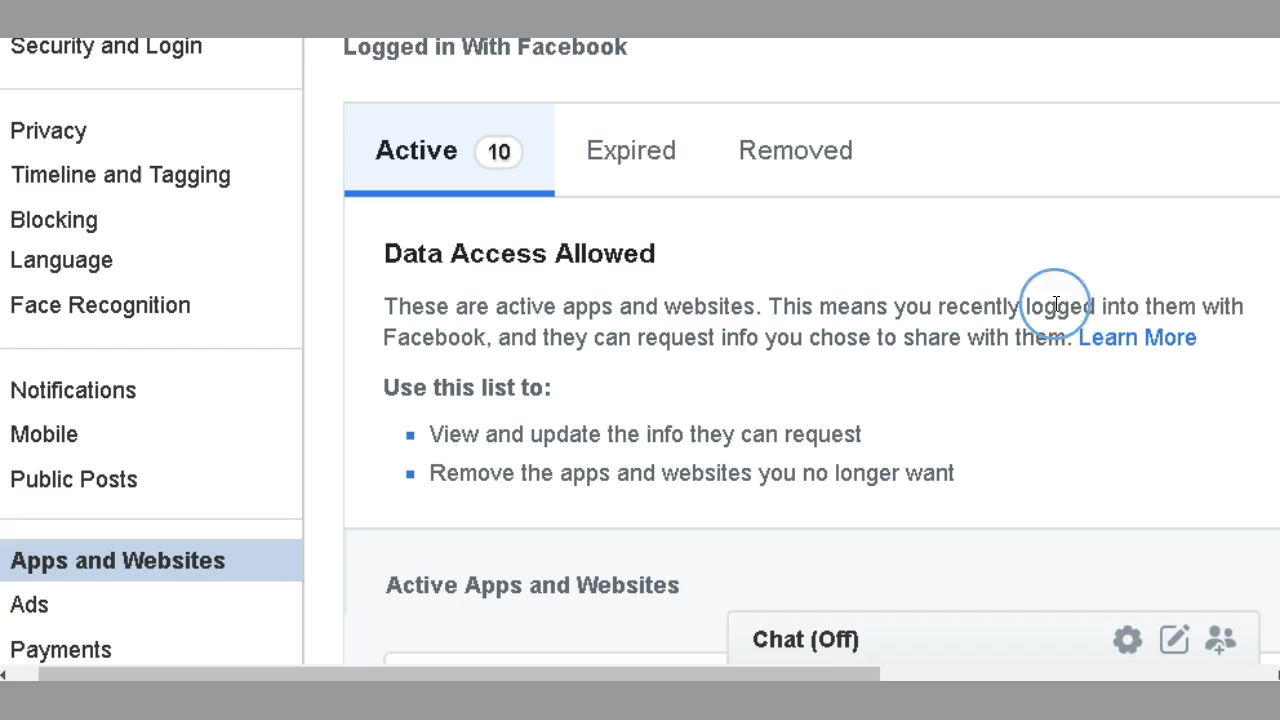 Security and Login
Privacy
Timeline and Tagging
Blocking
Language
Face Recognition
Notifications
Mobile
Public Posts
Apps and Websites
Ads
Payments
Logged in With Facebook
Active 10 Expired Removed
Data Access Allowed
These are active apps and websites. This means you recently logged into them with
Facebook, and they can request info you chose to share with them. Learn More
Use this list to:
View and update the info they can request
Remove the apps and websites you no longer want
Active Apps and Websites
Chat (Off)